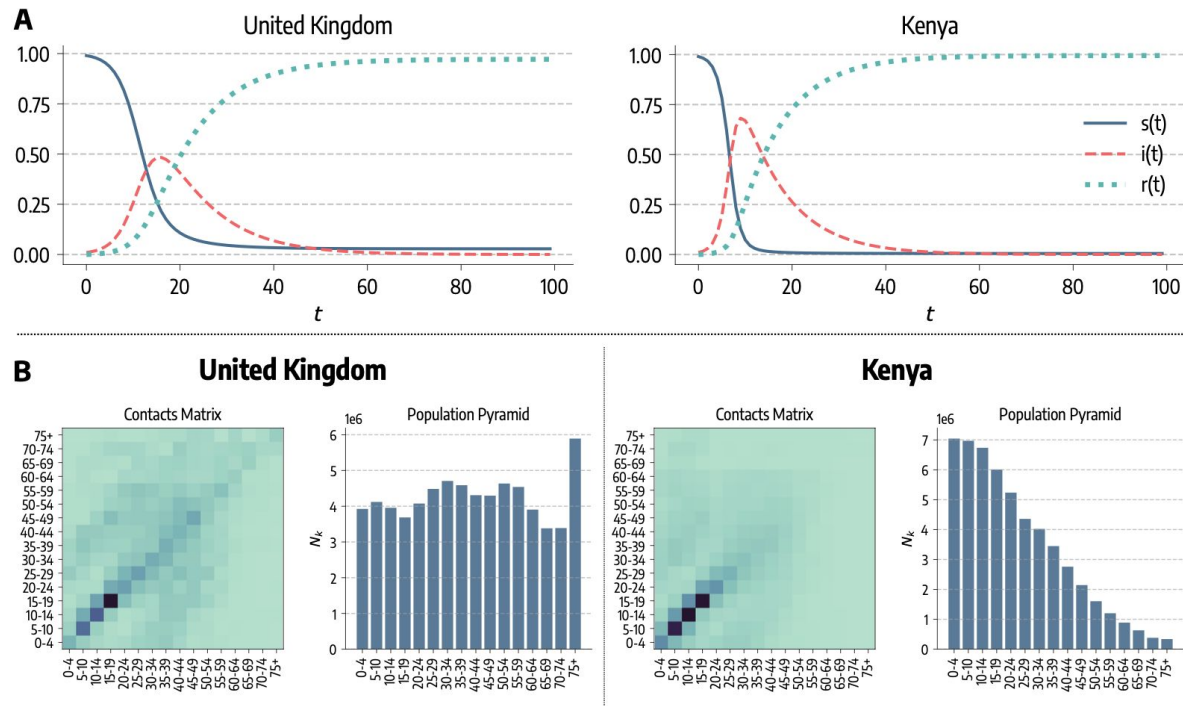 A
United Kingdom
1.00
0.75
0.50
0.25
0.00
0 20 40 60 80 100
t
Kenya
1.00
0.75
0.50
0.25
0.00
s(t)
i(t)
r(t)
0 20 40 60 80 100
t
B
United Kingdom
Contacts Matrix
75+
70-74
65-69
60-64
55-59
50-54
45-49
40-44
35-39
30-34
25-29
20-24
15-19
10-14
5-10
0-4
0-4 5-10 10-14 15-19 20-24 25-29 30-34 35-39 40-44 45-49 50-54 55-59 60-64 65-69 70-74 75+
Population Pyramid
1e6
6
5
4
3
2
1
0
Nₖ
0-4 5-10 10-14 15-19 20-24 25-29 30-34 35-39 40-44 45-49 50-54 55-59 60-64 65-69 70-74 75+
Kenya
Contacts Matrix
75+
70-74
65-69
60-64
55-59
50-54
45-49
40-44
35-39
30-34
25-29
20-24
15-19
10-14
5-10
0-4
0-4 5-10 10-14 15-19 20-24 25-29 30-34 35-39 40-44 45-49 50-54 55-59 60-64 65-69 70-74 75+
Population Pyramid
1e6
7
6
5
4
3
2
1
0
Nₖ
0-4 5-10 10-14 15-19 20-24 25-29 30-34 35-39 40-44 45-49 50-54 55-59 60-64 65-69 70-74 75+